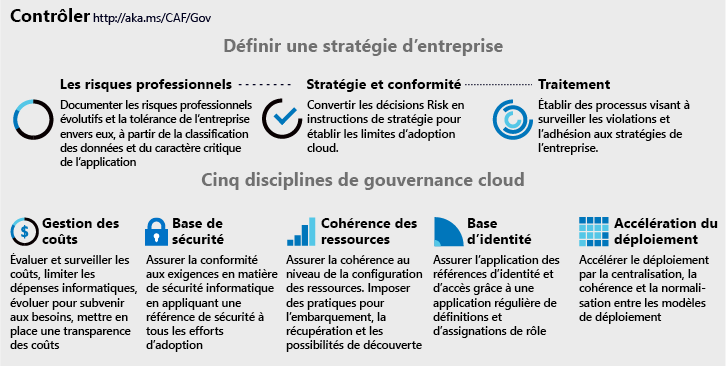 Contrôler http://aka.ms/CAF/Gov
Définir une stratégie d'entreprise
Les risques professionnels
Documenter les risques professionnels
évolutifs et la tolérance de l'entreprise
envers eux, à partir de la classification
des données et du caractère critique
de l'application
Stratégie et conformité
Convertir les décisions Risk en
instructions de stratégie pour
établir les limites d'adoption
cloud.
Traitement
Établir des processus visant à
surveiller les violations et
l'adhésion aux stratégies de
l'entreprise.
Cinq disciplines de gouvernance cloud
Gestion des
coûts
Évaluer et surveiller les
coûts, limiter les
dépenses informatiques,
évoluer pour subvenir
aux besoins, mettre en
place une transparence
des coûts
Base de
sécurité
Assurer la conformité
aux exigences en matière
de sécurité informatique
en appliquant une
référence de sécurité à
tous les efforts
d'adoption
Cohérence des
ressources
Assurer la cohérence au
niveau de la configuration
des ressources. Imposer
des pratiques pour
l'embarquement, la
récupération et les
possibilités de découverte
Base
d'identité
Assurer l'application des
références d'identité et
d'accès grâce à une
application régulière de
définitions et
d'assignations de rôle
Accélération du
déploiement
Accélérer le déploiement
par la centralisation, la
cohérence et la normali-
sation entre les modèles
de déploiement